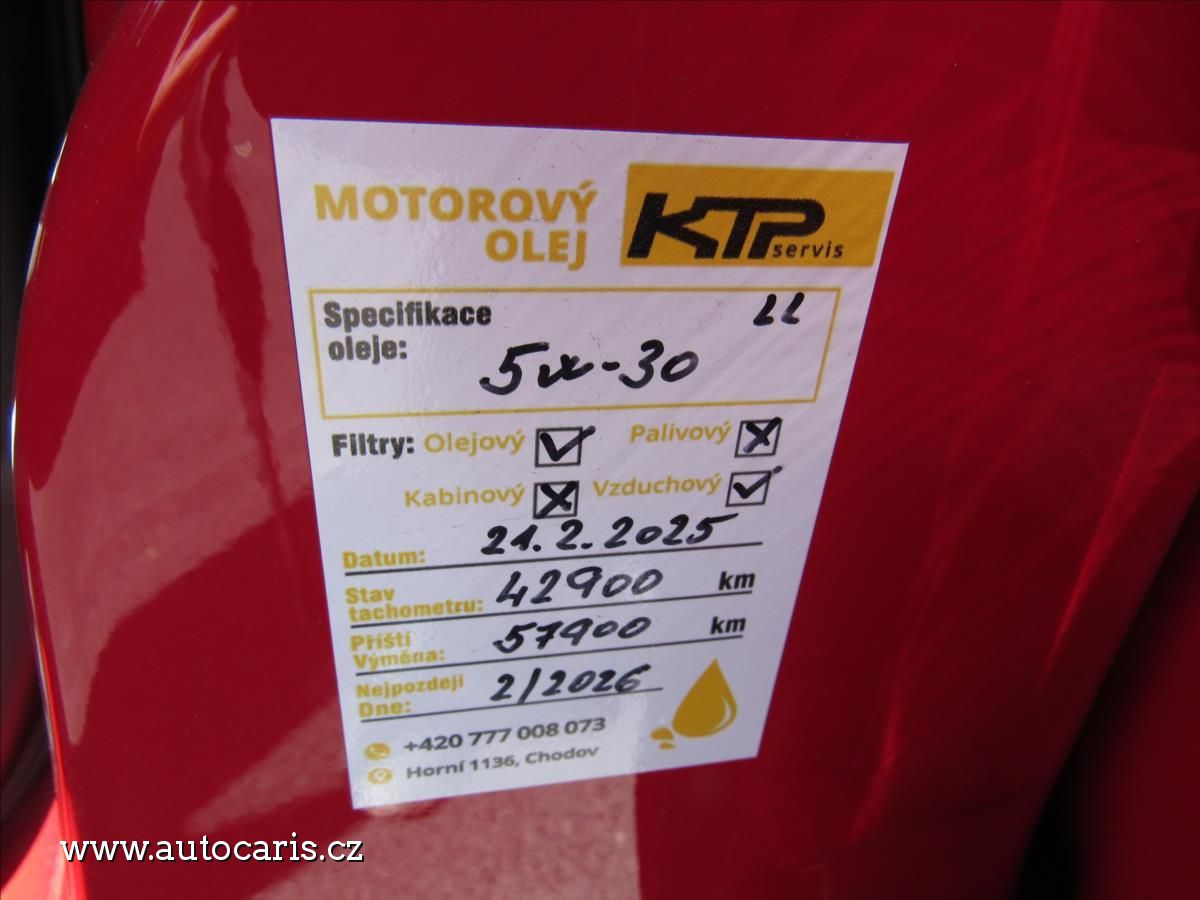 MOTOROVÝ
OLEJ
KTP
servis
Specifikace LL
oleje: 5W-30
Filtry: Olejový Palivový
Kabinový Vzduchový
Datum: 21.2.2025
Stav
tachometru: 42900 km
Příští
Výměna: 57900 km
Nejpozdeji
Dne: 2/2026
+420 777 008 073
Horní 1136, Chodov
www.autocaris.cz